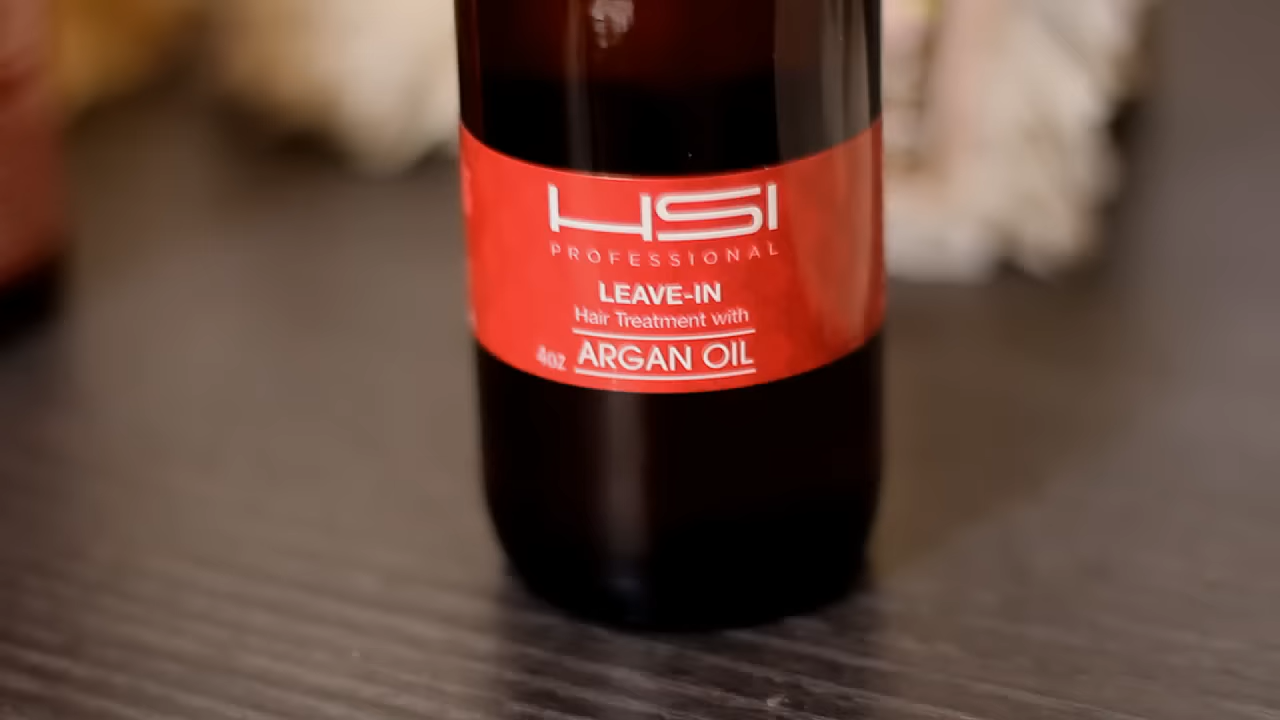 HSI
PROFESSIONAL
LEAVE-IN
Hair Treatment with
4oz ARGAN OIL